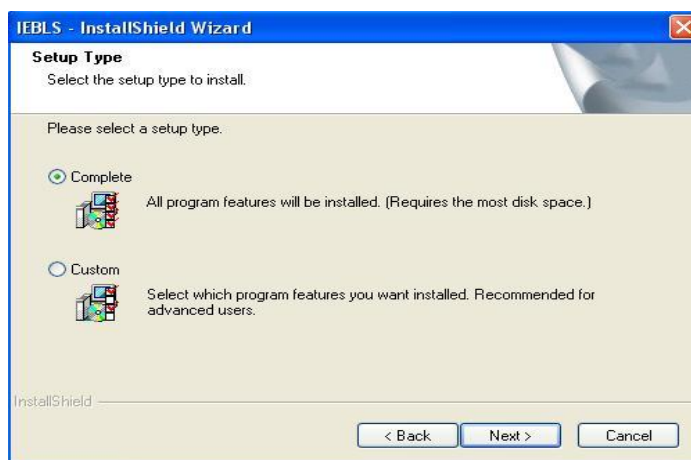 IEBLS - InstallShield Wizard
Setup Type
Select the setup type to install.
Please select a setup type.
Complete
All program features will be installed. (Requires the most disk space.)
Custom
Select which program features you want installed. Recommended for
advanced users.
InstallShield
< Back
Next >
Cancel